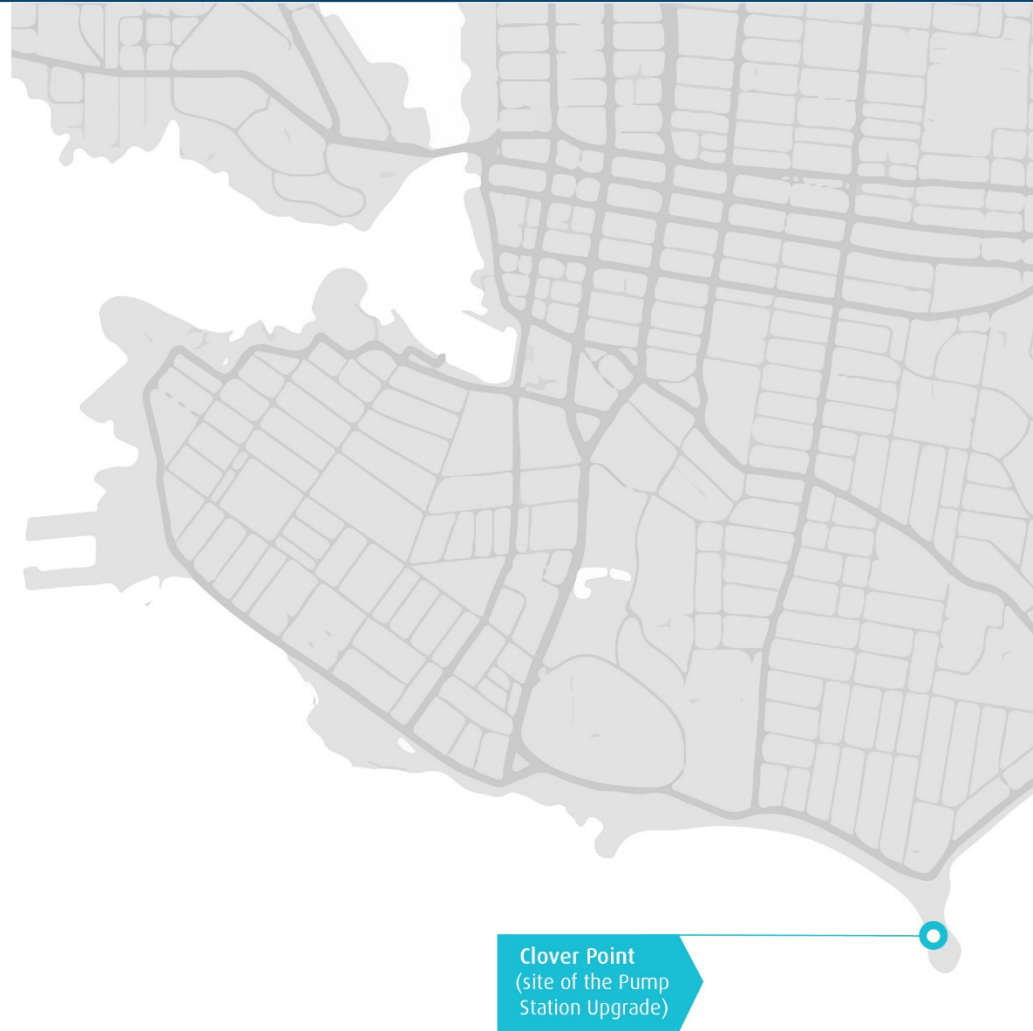 Clover Point
(site of the Pump
Station Upgrade)